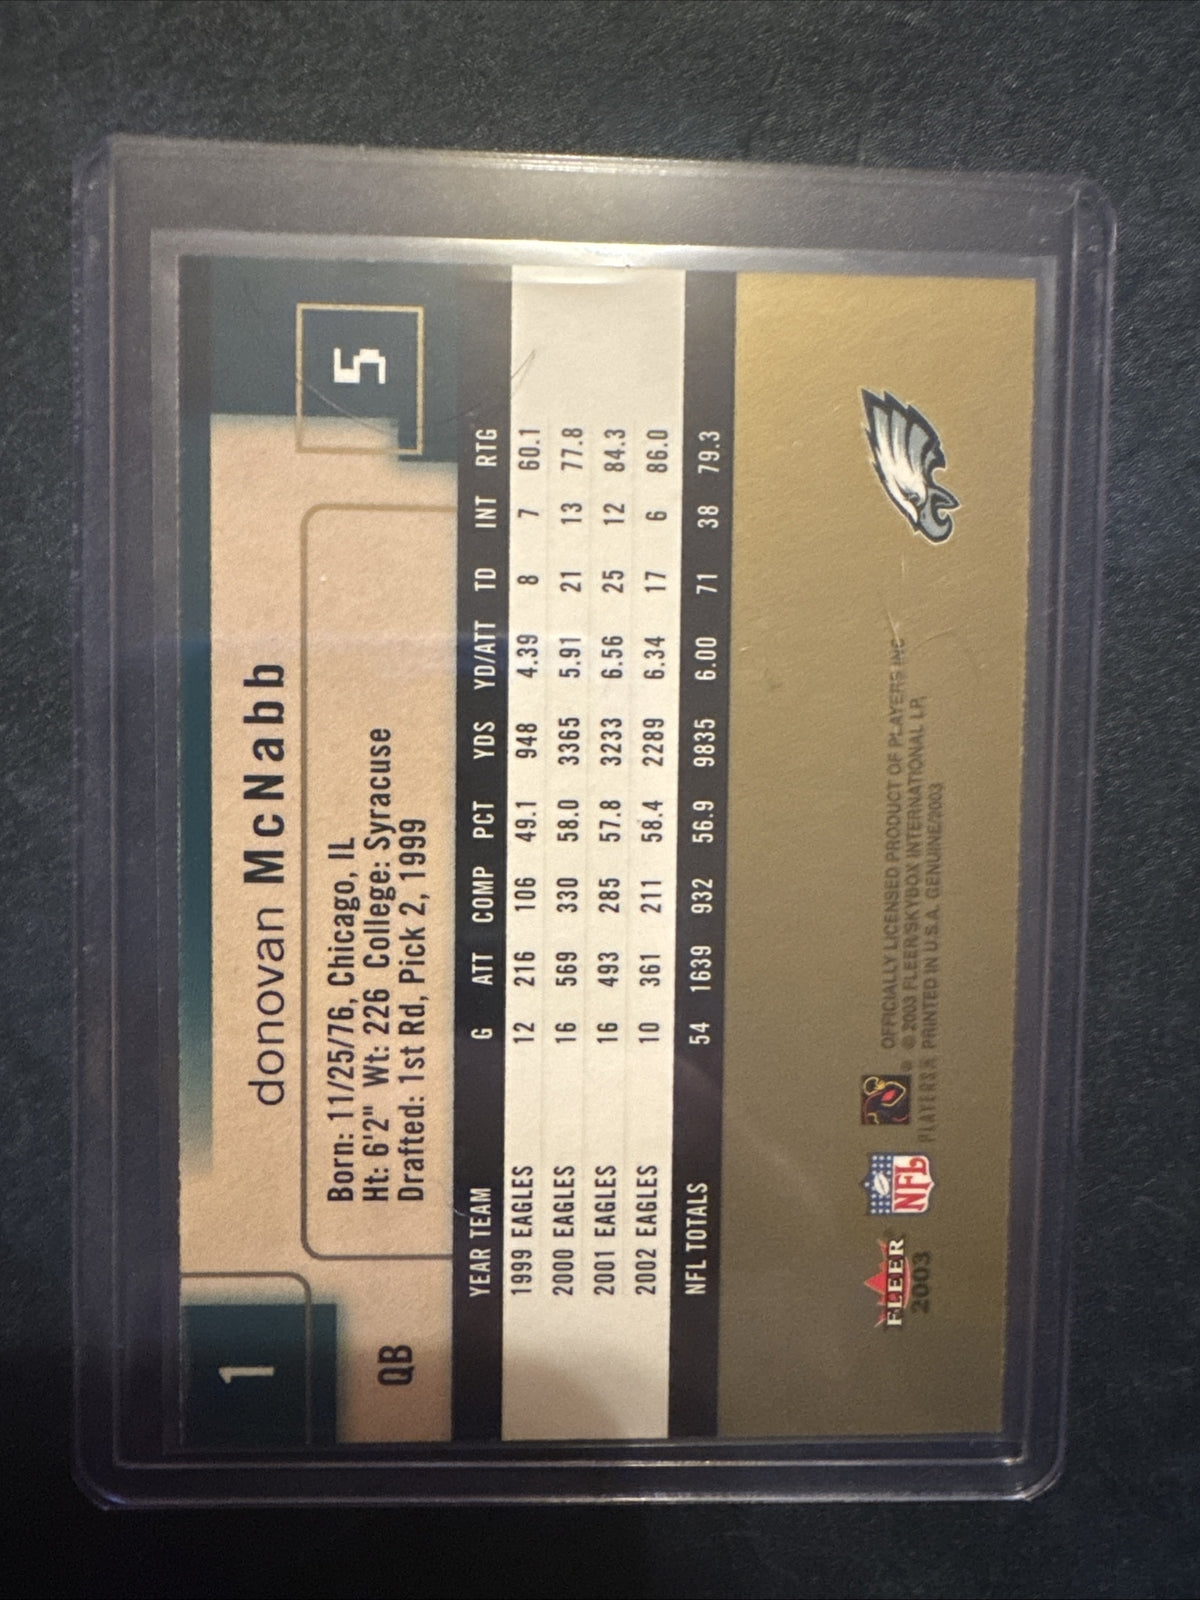 1
donovan McNabb
5
QB
Born: 11/25/76, Chicago, IL
Ht: 6'2" Wt: 226 College: Syracuse
Drafted: 1st Rd, Pick 2, 1999
YEAR TEAM G ATT COMP PCT YDS YD/ATT TD INT RTG
1999 EAGLES 12 216 106 49.1 948 4.39 8 7 60.1
2000 EAGLES 16 569 330 58.0 3365 5.91 21 13 77.8
2001 EAGLES 16 493 285 57.8 3233 6.56 25 12 84.3
2002 EAGLES 10 361 211 58.4 2289 6.34 17 6 86.0
NFL TOTALS 54 1639 932 56.9 9835 6.00 71 38 79.3
FLEER
2003
NFL
PLAYERS
OFFICIALLY LICENSED PRODUCT OF PLAYERS INC
© 2003 FLEER/SKYBOX INTERNATIONAL LP,
PRINTED IN U.S.A. GENUINE/2003